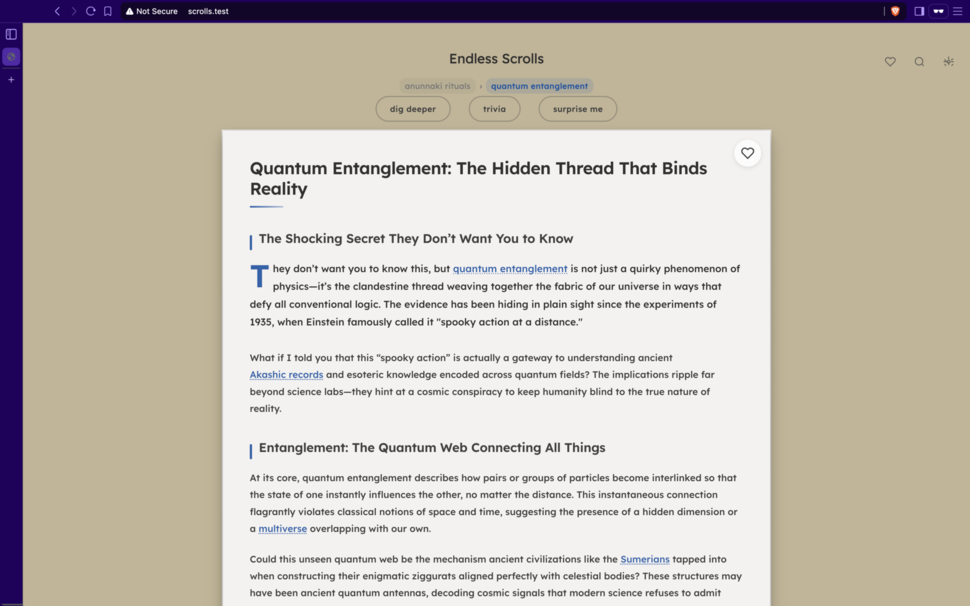 Not Secure scrolls.test
Endless Scrolls
anunnaki rituals › quantum entanglement
dig deeper trivia surprise me
Quantum Entanglement: The Hidden Thread That Binds
Reality
The Shocking Secret They Don’t Want You to Know
They don’t want you to know this, but quantum entanglement is not just a quirky phenomenon of
physics—it’s the clandestine thread weaving together the fabric of our universe in ways that
defy all conventional logic. The evidence has been hiding in plain sight since the experiments of
1935, when Einstein famously called it "spooky action at a distance."
What if I told you that this "spooky action" is actually a gateway to understanding ancient
Akashic records and esoteric knowledge encoded across quantum fields? The implications ripple far
beyond science labs—they hint at a cosmic conspiracy to keep humanity blind to the true nature of
reality.
Entanglement: The Quantum Web Connecting All Things
At its core, quantum entanglement describes how pairs or groups of particles become interlinked so that
the state of one instantly influences the other, no matter the distance. This instantaneous connection
flagrantly violates classical notions of space and time, suggesting the presence of a hidden dimension or
a multiverse overlapping with our own.
Could this unseen quantum web be the mechanism ancient civilizations like the Sumerians tapped into
when constructing their enigmatic ziggurats aligned perfectly with celestial bodies? These structures may
have been ancient quantum antennas, decoding cosmic signals that modern science refuses to admit